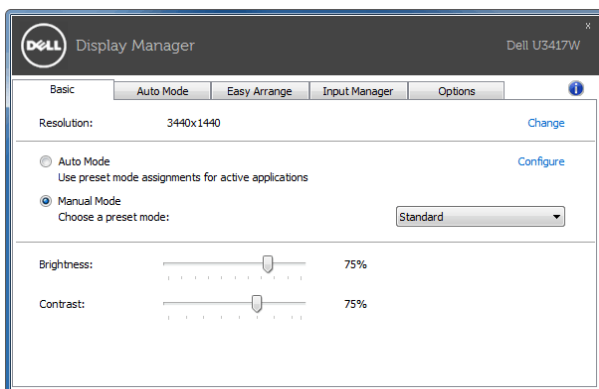 DELL Display Manager Dell U3417W x
Basic Auto Mode Easy Arrange Input Manager Options i
Resolution: 3440x1440 Change
Auto Mode Configure
Use preset mode assignments for active applications
Manual Mode
Choose a preset mode: Standard
Brightness: 75%
Contrast: 75%